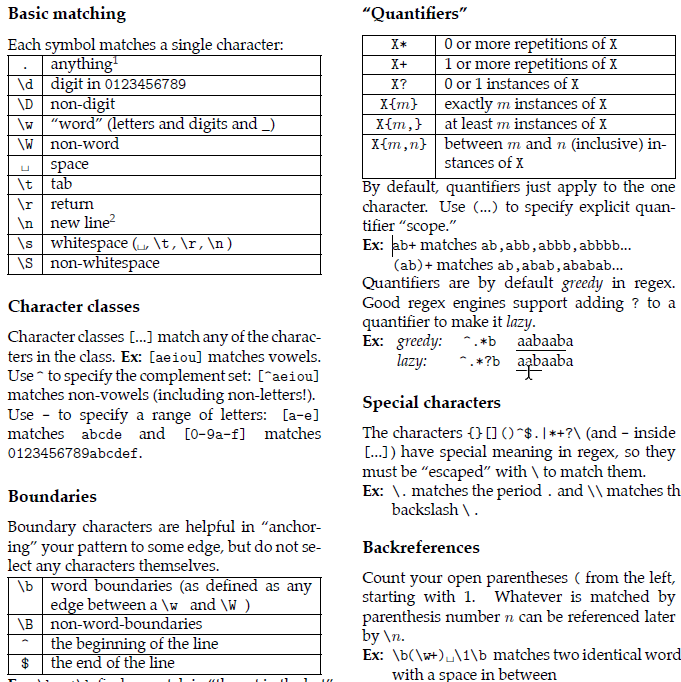 Basic matching
Each symbol matches a single character:
. anything1
\d digit in 0123456789
\D non-digit
\w “word” (letters and digits and _)
\W non-word
␣ space
\t tab
\r return
\n new line2
\s whitespace (␣, \t, \r, \n)
\S non-whitespace
Character classes
Character classes [...] match any of the charac-
ters in the class. Ex: [aeiou] matches vowels.
Use ^ to specify the complement set: [^aeiou]
matches non-vowels (including non-letters!).
Use - to specify a range of letters: [a-e]
matches abcde and [0-9a-f] matches
0123456789abcdef.
Boundaries
Boundary characters are helpful in “anchor-
ing” your pattern to some edge, but do not se-
lect any characters themselves.
\b word boundaries (as defined as any
edge between a \w and \W )
\B non-word-boundaries
^ the beginning of the line
$ the end of the line
“Quantifiers”
X* 0 or more repetitions of X
X+ 1 or more repetitions of X
X? 0 or 1 instances of X
X{m} exactly m instances of X
X{m,} at least m instances of X
X{m,n} between m and n (inclusive) in-
stances of X
By default, quantifiers just apply to the one
character. Use (...) to specify explicit quan-
tifier “scope.”
Ex: ab+ matches ab,abb,abbb,abbbb...
(ab)+ matches ab,abab,ababab...
Quantifiers are by default greedy in regex.
Good regex engines support adding ? to a
quantifier to make it lazy.
Ex: greedy: ^.*b aabaaba
lazy: ^.*?b aabaaba
Special characters
The characters {}[]()^$.|*+?\ (and - inside
[...]) have special meaning in regex, so they
must be “escaped” with \ to match them.
Ex: \. matches the period . and \\ matches th
backslash \.
Backreferences
Count your open parentheses ( from the left,
starting with 1. Whatever is matched by
parenthesis number n can be referenced later
by \n.
Ex: \b(\w+)␣\1\b matches two identical word
with a space in between